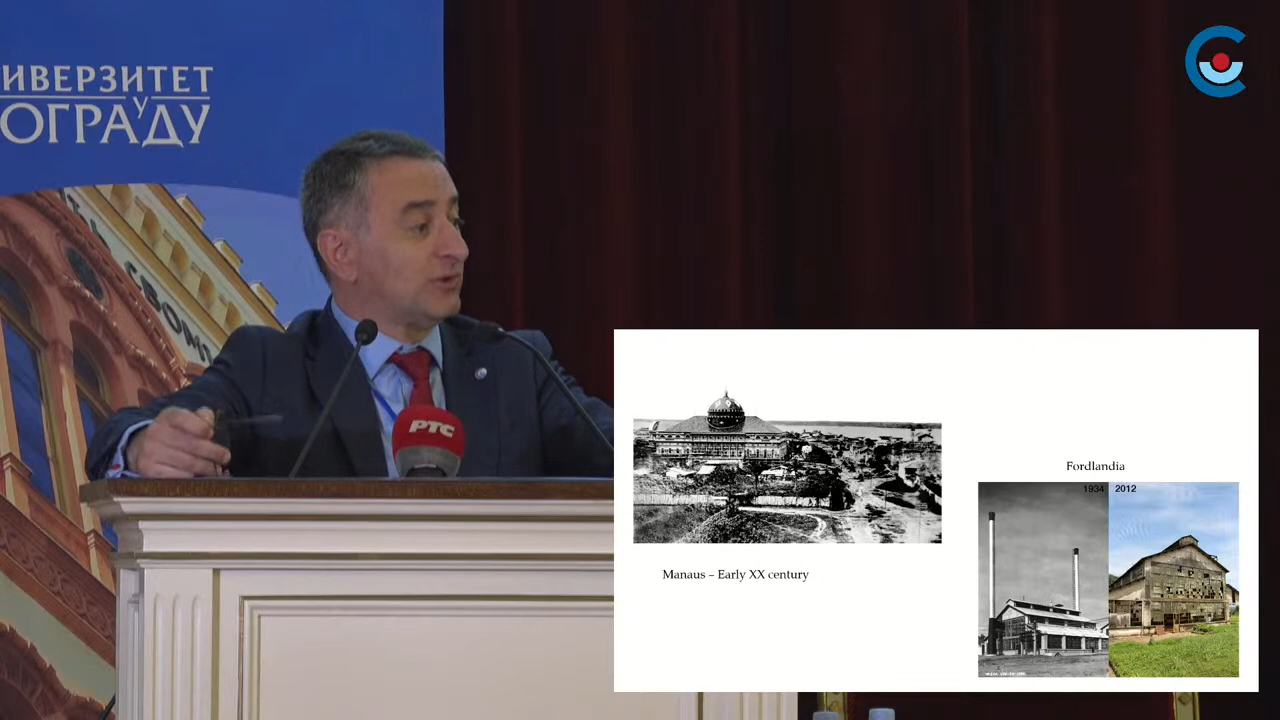 ИВЕРЗИТЕТ
У
ОГРАДУ
РТС
Fordlandia
1934 2012
Manaus – Early XX century